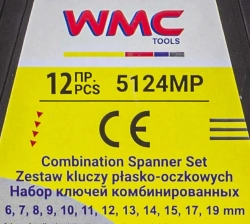 WMC
TOOLS
12 ПР. PCS 5124MP
CE
Combination Spanner Set
Zestaw kluczy płasko-oczkowych
Набор ключей комбинированных
6, 7, 8, 9, 10, 11, 12, 13, 14, 15, 17, 19 mm